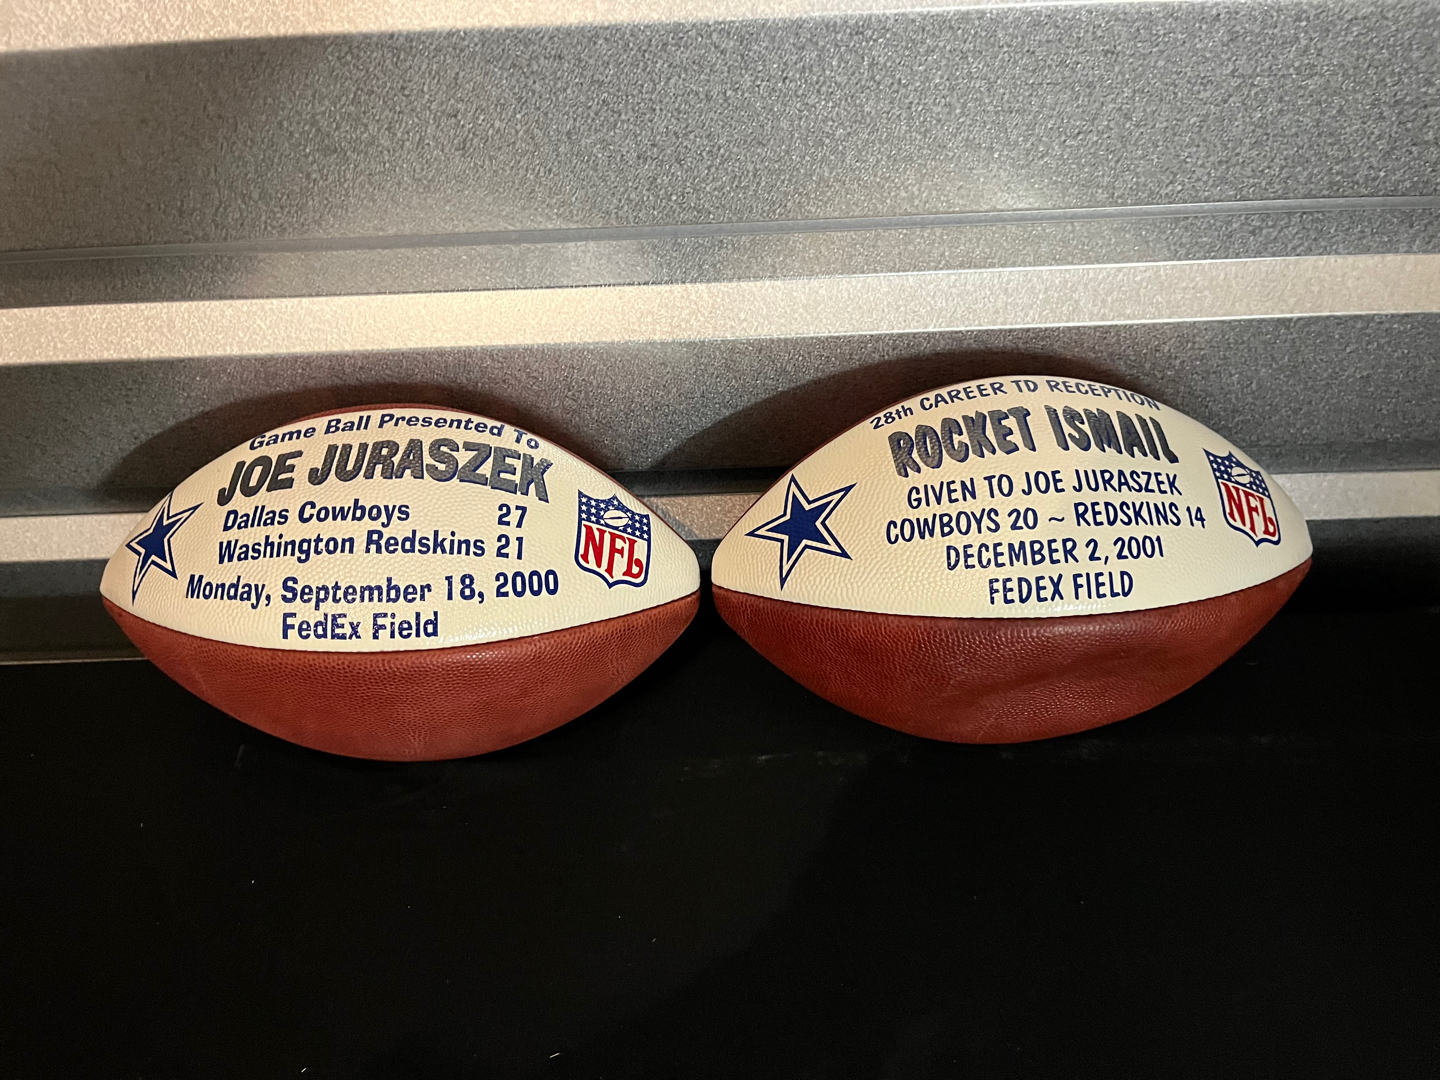 Game Ball Presented To
JOE JURASZEK
Dallas Cowboys 27
Washington Redskins 21
Monday, September 18, 2000
FedEx Field
NFL
28th CAREER TD RECEPTION
ROCKET ISMAIL
GIVEN TO JOE JURASZEK
COWBOYS 20 ~ REDSKINS 14
DECEMBER 2, 2001
FEDEX FIELD
NFL